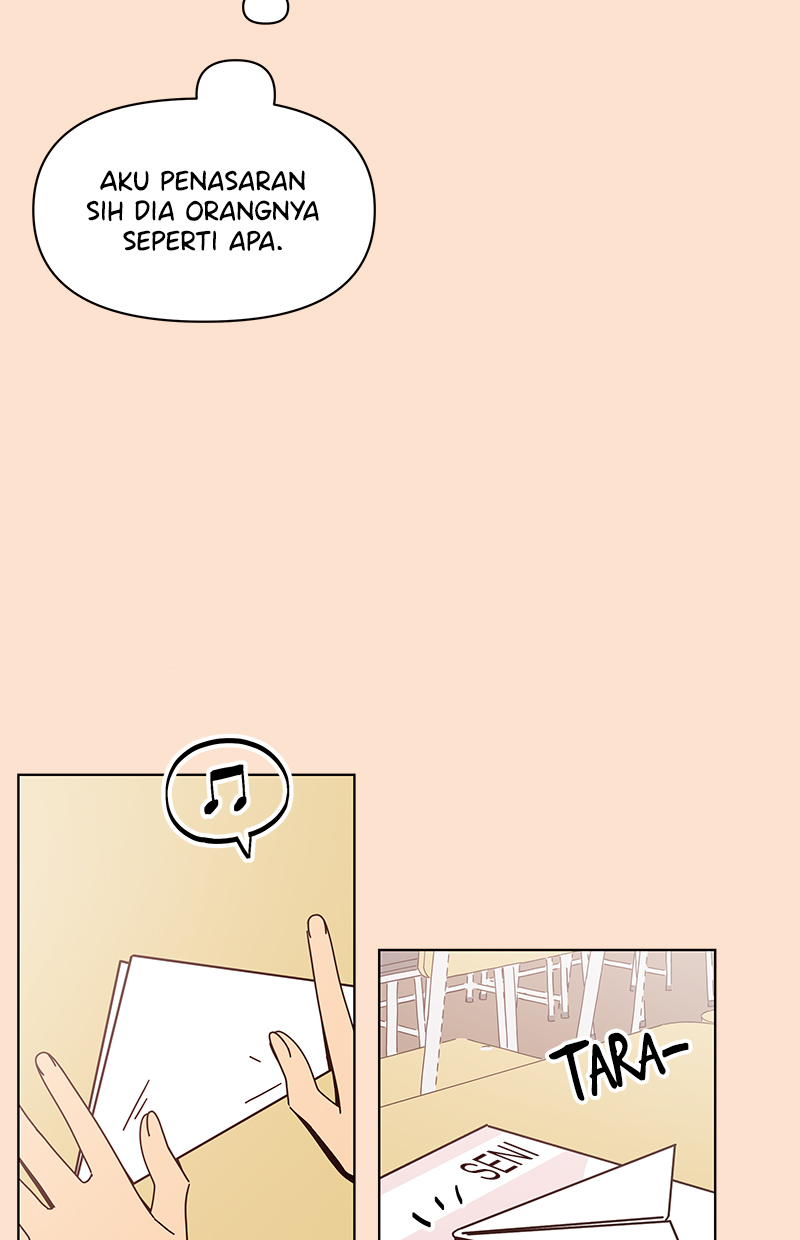 AKU PENASARAN
SIH DIA ORANGNYA
SEPERTI APA.
TARA-
SENI